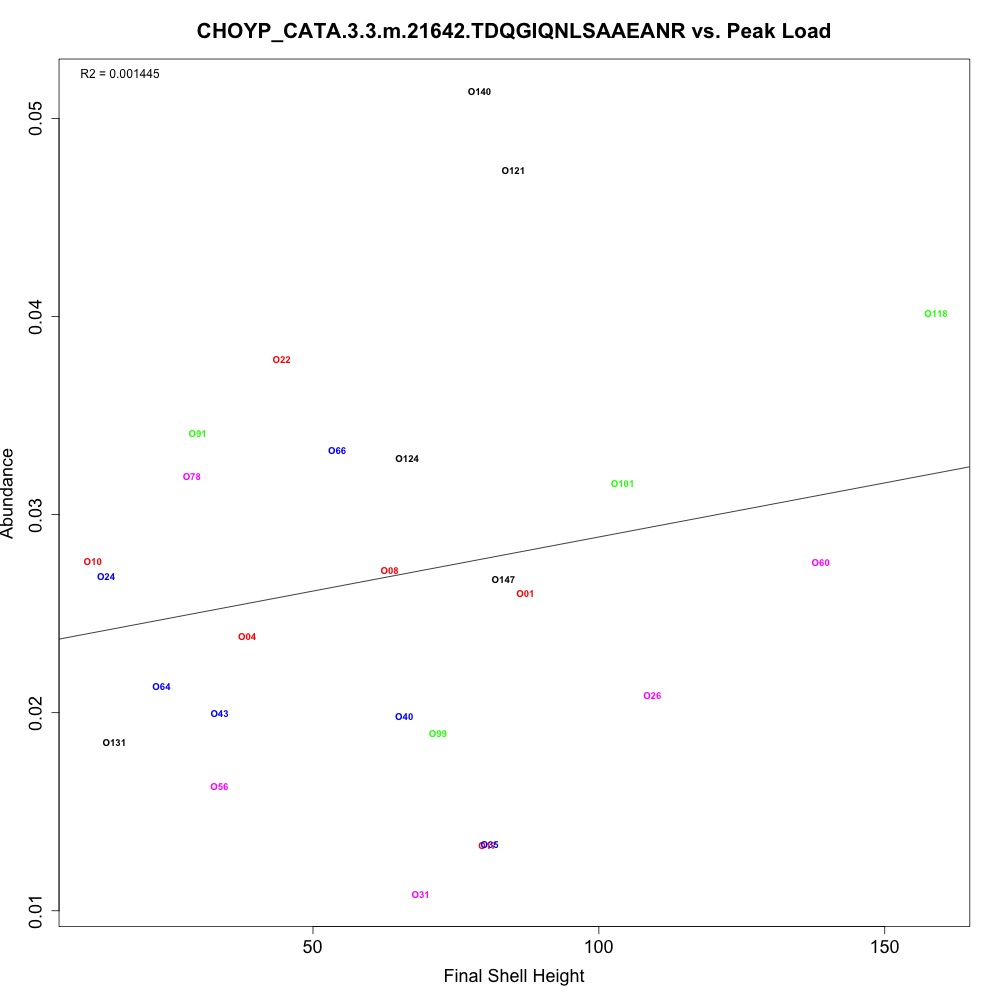 CHOYP_CATA.3.3.m.21642.TDQGIQNLSAAEANR vs. Peak Load
R2 = 0.001445
O140
0.05
O121
O118
0.04
O22
O91
O66
O124
O78
O101
0.03
O10
O60
O08
O24
O147
O01
O04
O26
O64
O43
0.02
O40
O99
O131
O56
O35
O31
0.01
Abundance
50
100
150
Final Shell Height